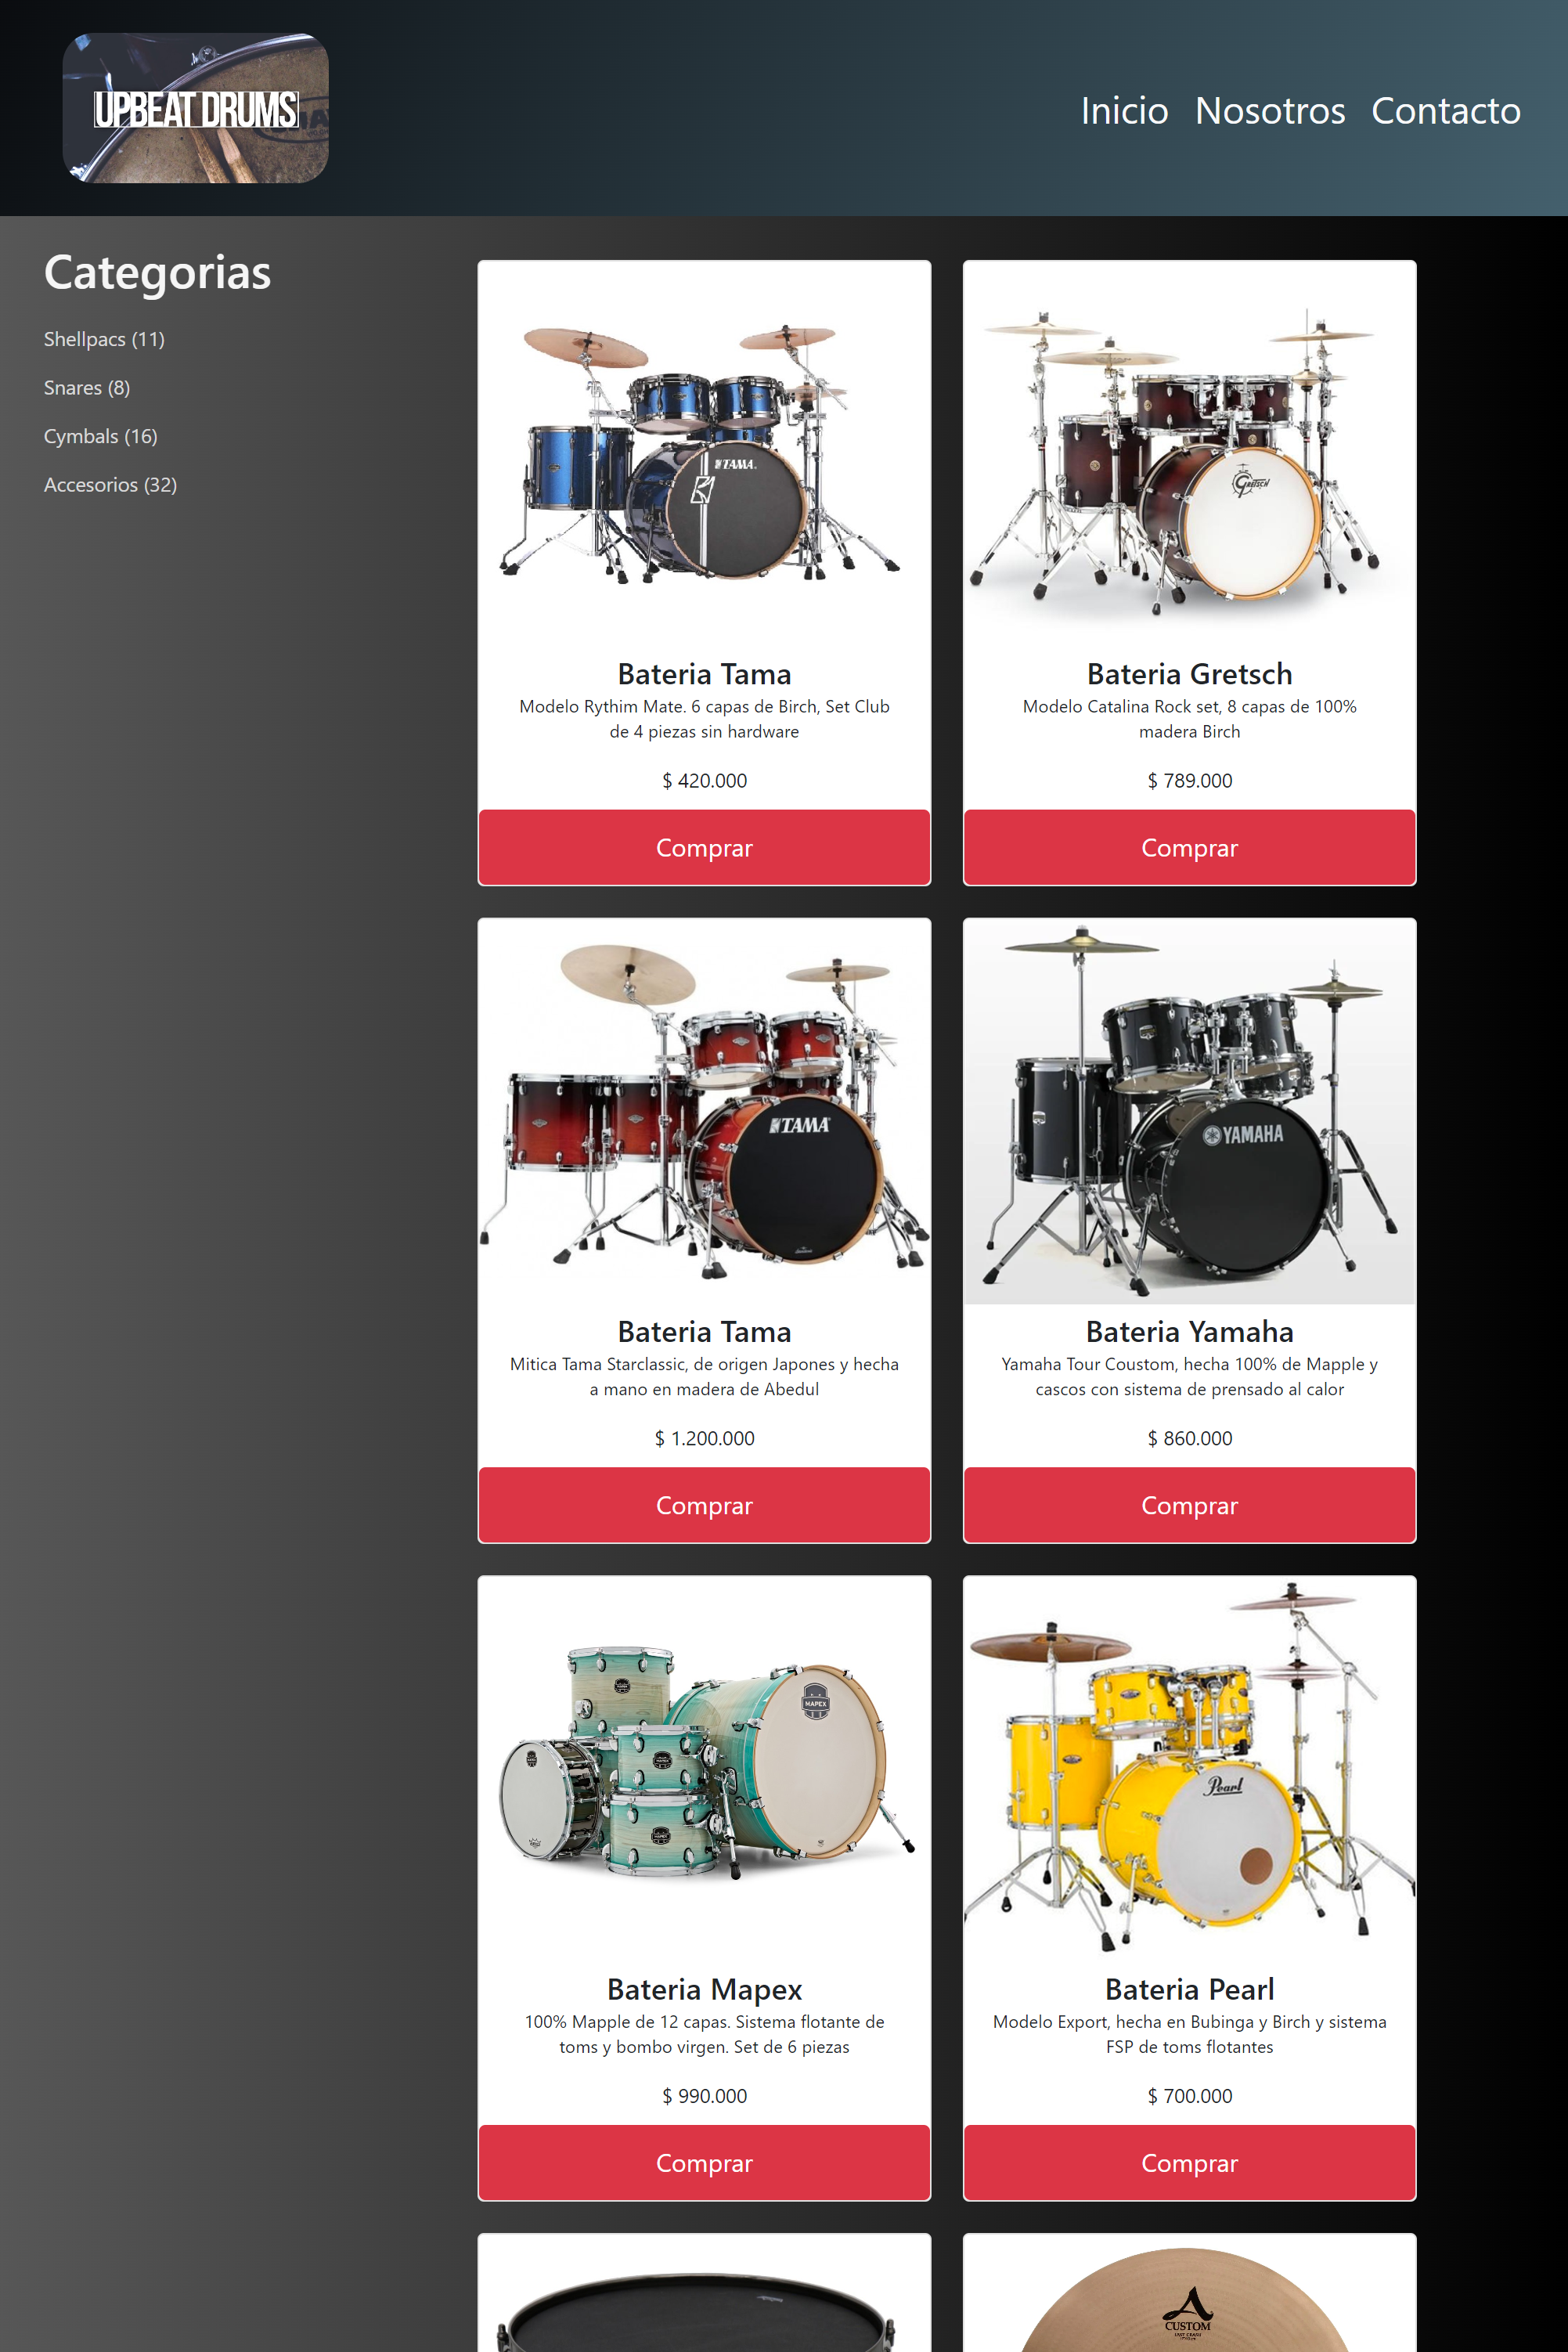 UPBEAT DRUMS
Inicio Nosotros Contacto
Categorias
Shellpacs (11)
Snares (8)
Cymbals (16)
Accesorios (32)
TAMA
Gretsch
Bateria Tama
Modelo Rythim Mate. 6 capas de Birch, Set Club
de 4 piezas sin hardware
$ 420.000
Comprar
Bateria Gretsch
Modelo Catalina Rock set, 8 capas de 100%
madera Birch
$ 789.000
Comprar
TAMA
YAMAHA
Bateria Tama
Mitica Tama Starclassic, de origen Japones y hecha
a mano en madera de Abedul
$ 1.200.000
Comprar
Bateria Yamaha
Yamaha Tour Coustom, hecha 100% de Mapple y
cascos con sistema de prensado al calor
$ 860.000
Comprar
MAPEX
MAPEX
MAPEX
MAPEX
Pearl
Bateria Mapex
100% Mapple de 12 capas. Sistema flotante de
toms y bombo virgen. Set de 6 piezas
$ 990.000
Comprar
Bateria Pearl
Modelo Export, hecha en Bubinga y Birch y sistema
FSP de toms flotantes
$ 700.000
Comprar
A
CUSTOM